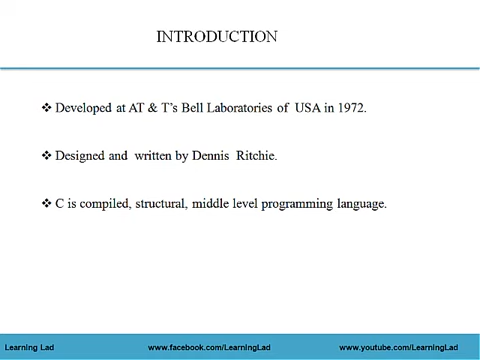 INTRODUCTION
❖ Developed at AT & T's Bell Laboratories of USA in 1972.
❖ Designed and written by Dennis Ritchie.
❖ C is compiled, structural, middle level programming language.
Learning Lad www.facebook.com/LearningLad www.youtube.com/LearningLad